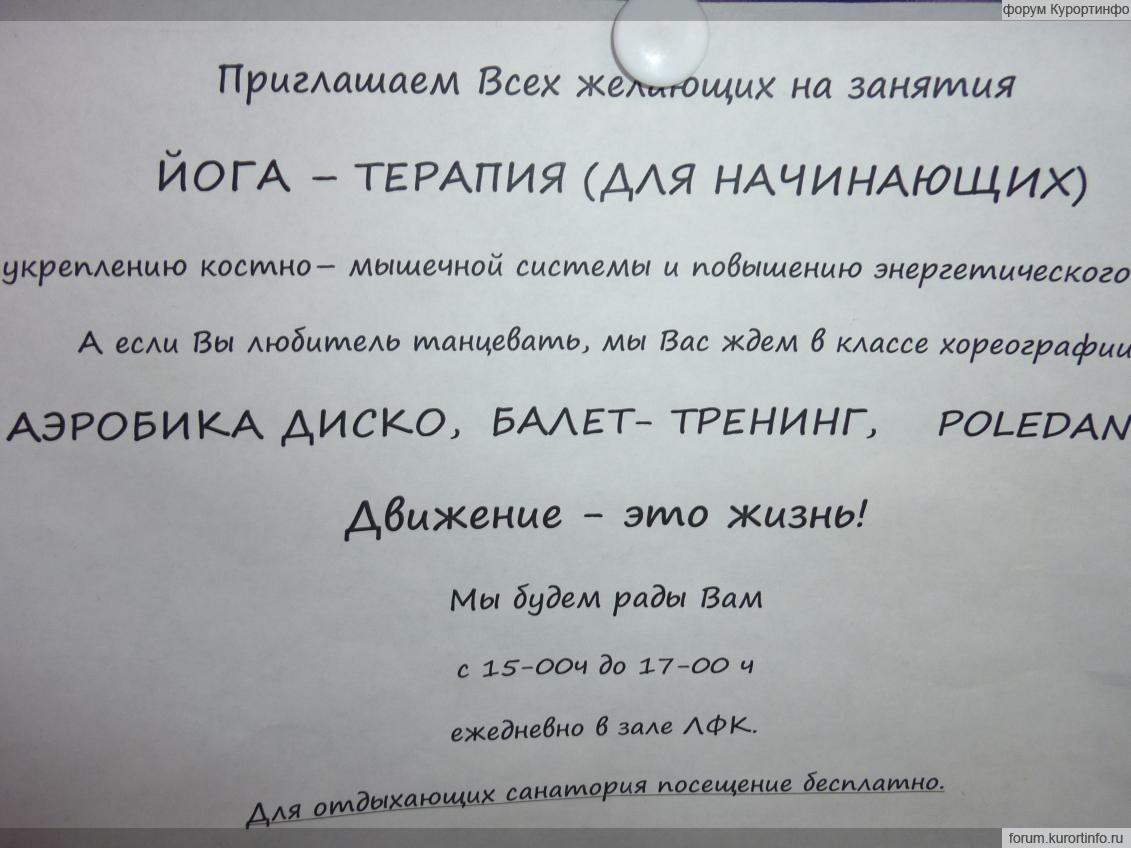 форум Курортинфо
Приглашаем Всех желающих на занятия
ЙОГА – ТЕРАПИЯ (ДЛЯ НАЧИНАЮЩИХ)
укреплению костно– мышечной системы и повышению энергетического
А если Вы любитель танцевать, мы Вас ждем в классе хореографии
АЭРОБИКА ДИСКО, БАЛЕТ- ТРЕНИНГ, POLEDAN
Движение – это жизнь!
Мы будем рады Вам
с 15-00ч до 17-00 ч
ежедневно в зале ЛФК.
Для отдыхающих санатория посещение бесплатно.
forum.kurortinfo.ru